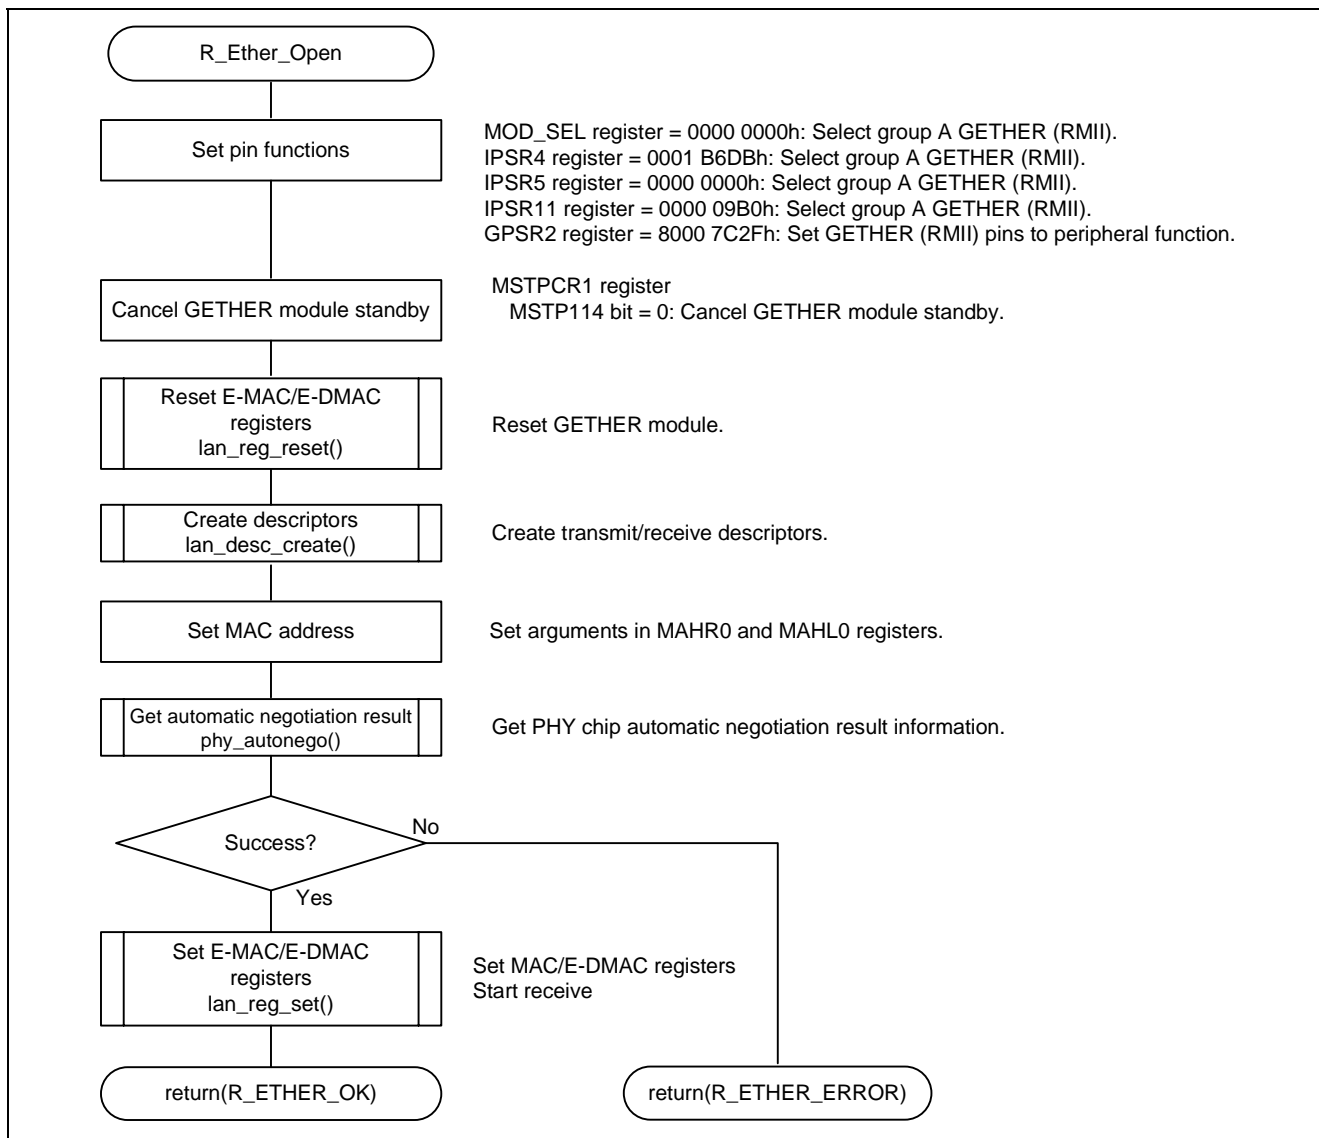 R_Ether_Open
Set pin functions
MOD_SEL register = 0000 0000h: Select group A GETHER (RMII).
IPSR4 register = 0001 B6DBh: Select group A GETHER (RMII).
IPSR5 register = 0000 0000h: Select group A GETHER (RMII).
IPSR11 register = 0000 09B0h: Select group A GETHER (RMII).
GPSR2 register = 8000 7C2Fh: Set GETHER (RMII) pins to peripheral function.
Cancel GETHER module standby
MSTPCR1 register
MSTP114 bit = 0: Cancel GETHER module standby.
Reset E-MAC/E-DMAC
registers
lan_reg_reset()
Reset GETHER module.
Create descriptors
lan_desc_create()
Create transmit/receive descriptors.
Set MAC address
Set arguments in MAHR0 and MAHL0 registers.
Get automatic negotiation result
phy_autonego()
Get PHY chip automatic negotiation result information.
Success?
No
Yes
Set E-MAC/E-DMAC
registers
lan_reg_set()
Set MAC/E-DMAC registers
Start receive
return(R_ETHER_OK)
return(R_ETHER_ERROR)